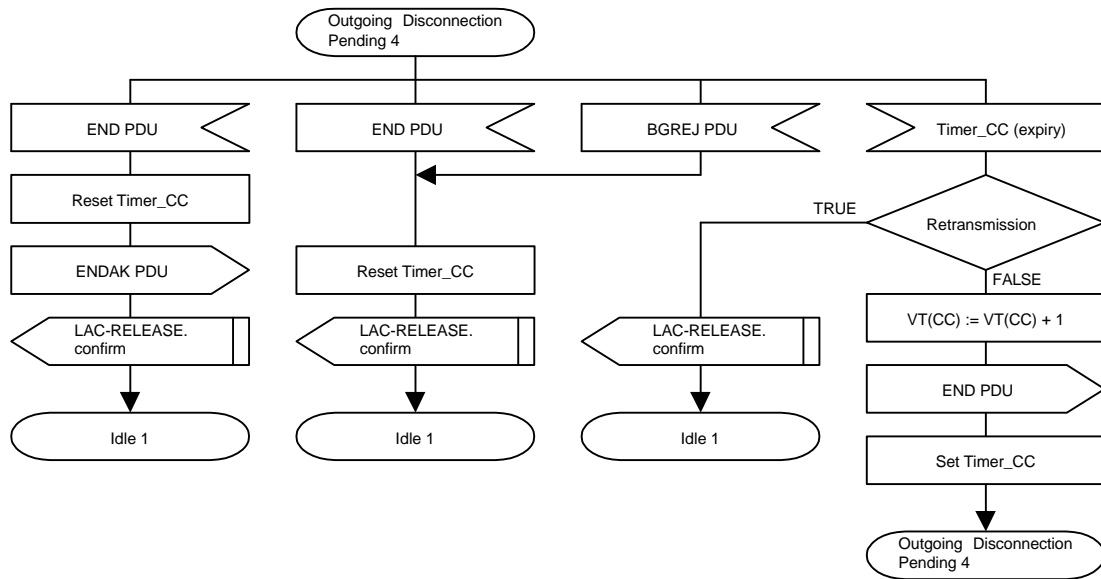 Outgoing Disconnection
Pending 4
END PDU
END PDU
BGREJ PDU
Timer_CC (expiry)
Reset Timer_CC
TRUE
Retransmission
ENDAK PDU
Reset Timer_CC
FALSE
VT(CC) := VT(CC) + 1
LAC-RELEASE.
confirm
LAC-RELEASE.
confirm
LAC-RELEASE.
confirm
END PDU
Idle 1
Idle 1
Idle 1
Set Timer_CC
Outgoing Disconnection
Pending 4